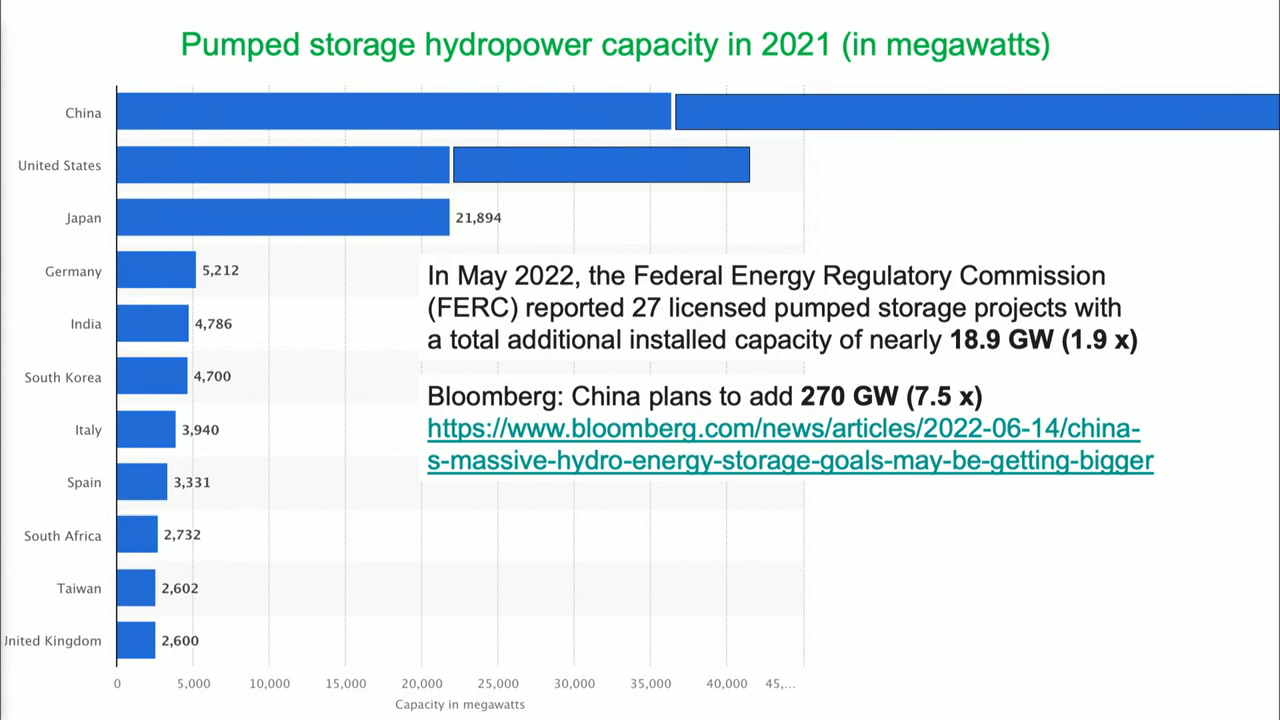 Pumped storage hydropower capacity in 2021 (in megawatts)
China
United States
Japan
21,894
Germany
5,212
India
4,786
South Korea
4,700
Italy
3,940
Spain
3,331
South Africa
2,732
Taiwan
2,602
United Kingdom
2,600
In May 2022, the Federal Energy Regulatory Commission
(FERC) reported 27 licensed pumped storage projects with
a total additional installed capacity of nearly 18.9 GW (1.9 x)
Bloomberg: China plans to add 270 GW (7.5 x)
https://www.bloomberg.com/news/articles/2022-06-14/china-
s-massive-hydro-energy-storage-goals-may-be-getting-bigger
0 5,000 10,000 15,000 20,000 25,000 30,000 35,000 40,000 45,...
Capacity in megawatts